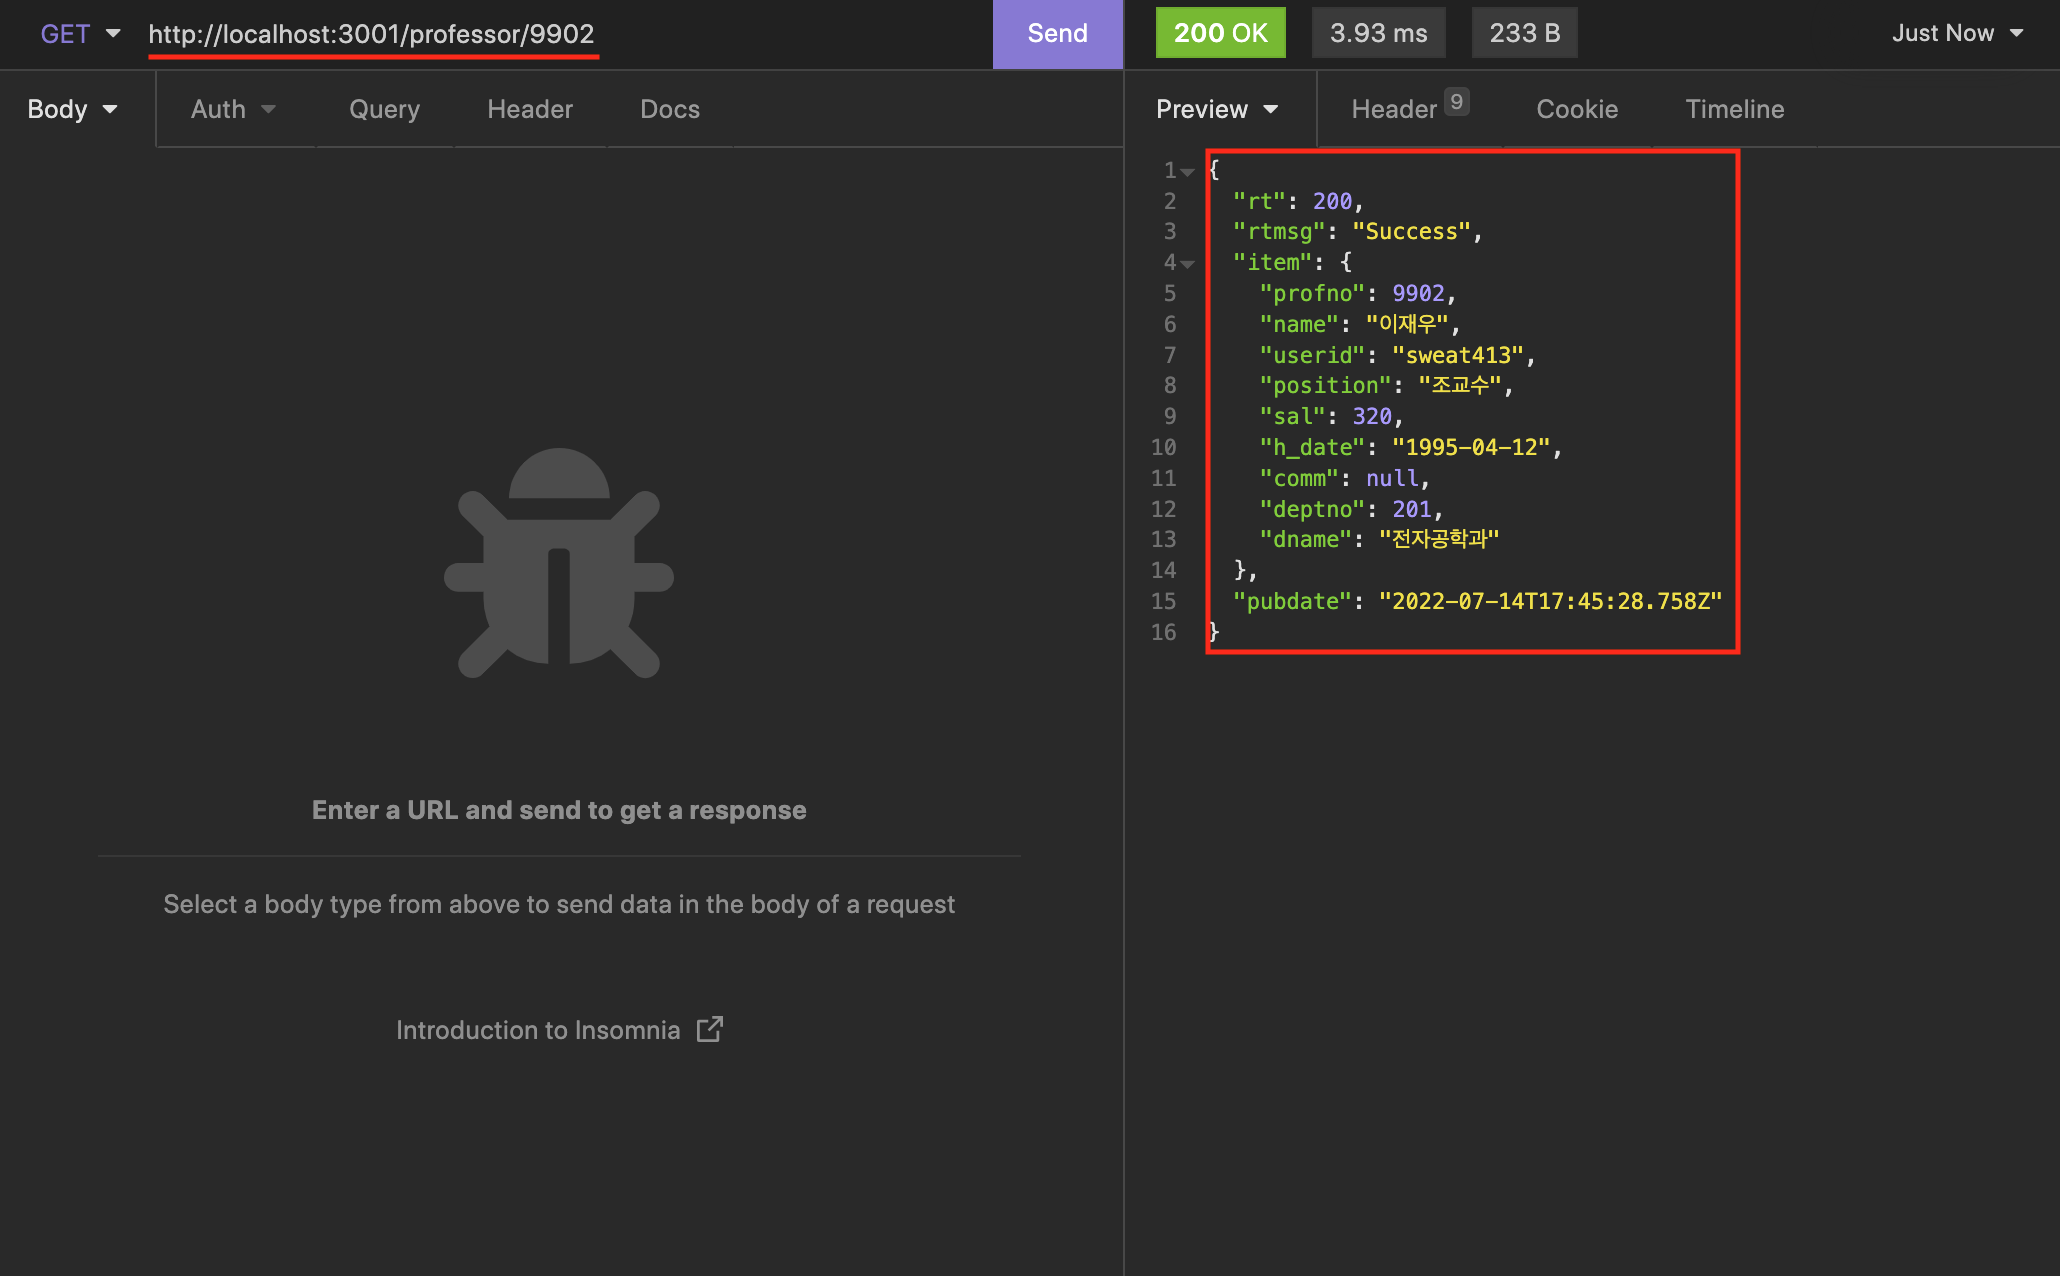 GET http://localhost:3001/professor/9902 Send 200 OK 3.93 ms 233 B Just Now
Body Auth Query Header Docs
Preview Header 9 Cookie Timeline
Enter a URL and send to get a response
Select a body type from above to send data in the body of a request
Introduction to Insomnia
1 {
2 "rt": 200,
3 "rtmsg": "Success",
4 "item": {
5 "profno": 9902,
6 "name": "이재우",
7 "userid": "sweat413",
8 "position": "조교수",
9 "sal": 320,
10 "h_date": "1995-04-12",
11 "comm": null,
12 "deptno": 201,
13 "dname": "전자공학과"
14 },
15 "pubdate": "2022-07-14T17:45:28.758Z"
16 }